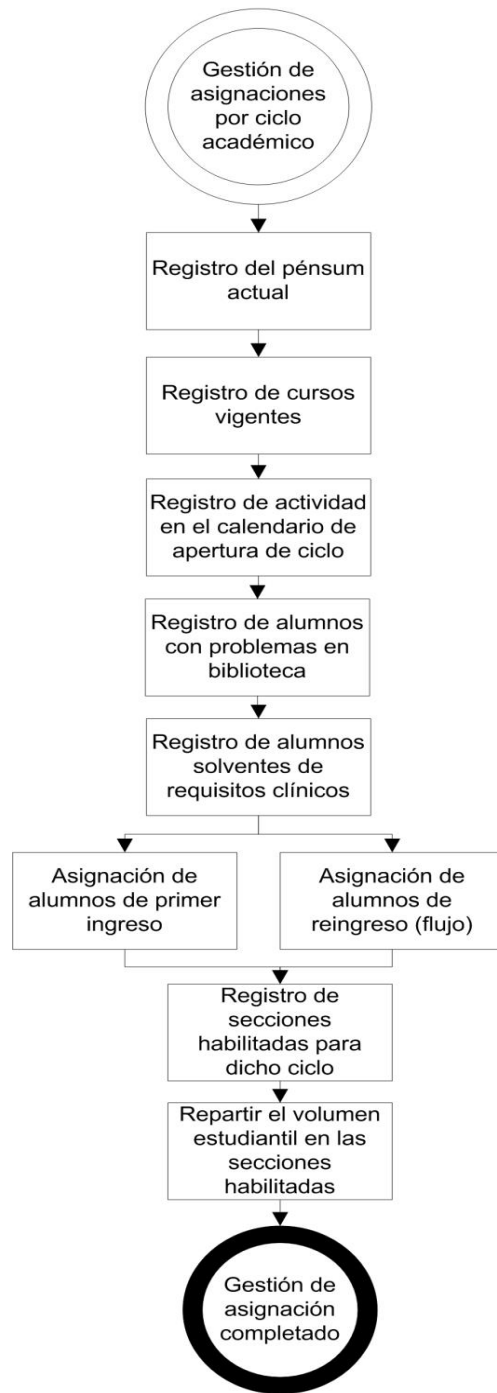 Gestión de
asignaciones
por ciclo
académico
Registro del pénsum
actual
Registro de cursos
vigentes
Registro de actividad
en el calendario de
apertura de ciclo
Registro de alumnos
con problemas en
biblioteca
Registro de alumnos
solventes de
requisitos clínicos
Asignación de
alumnos de primer
ingreso
Asignación de
alumnos de
reingreso (flujo)
Registro de
secciones
habilitadas para
dicho ciclo
Repartir el volumen
estudiantil en las
secciones
habilitadas
Gestión de
asignación
completado